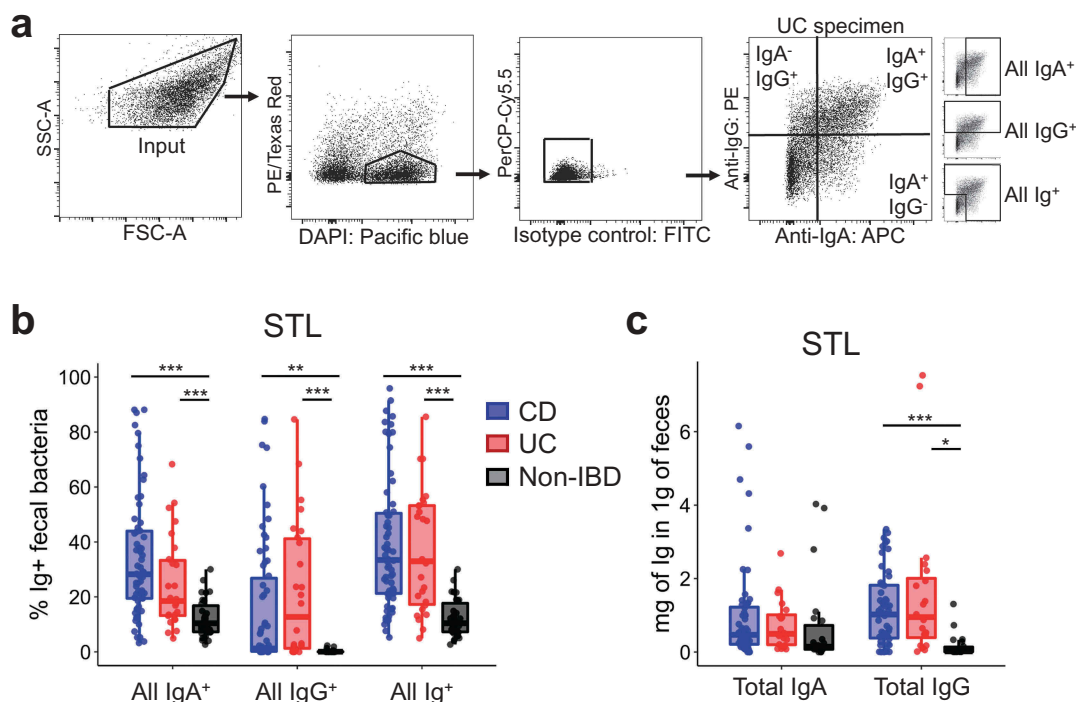 a
SSC-A
Input
FSC-A
PE/Texas Red
DAPI: Pacific blue
PerCP-Cy5.5
Isotype control: FITC
UC specimen
IgA-
IgG+
IgA+
IgG+
IgA+
IgG-
Anti-IgG: PE
Anti-IgA: APC
All IgA+
All IgG+
All Ig+
b
STL
% Ig+ fecal bacteria
100
80
60
40
20
0
***
***
**
***
***
***
All IgA+
All IgG+
All Ig+
CD
UC
Non-IBD
c
STL
mg of Ig in 1g of feces
6
4
2
0
***
*
Total IgA
Total IgG